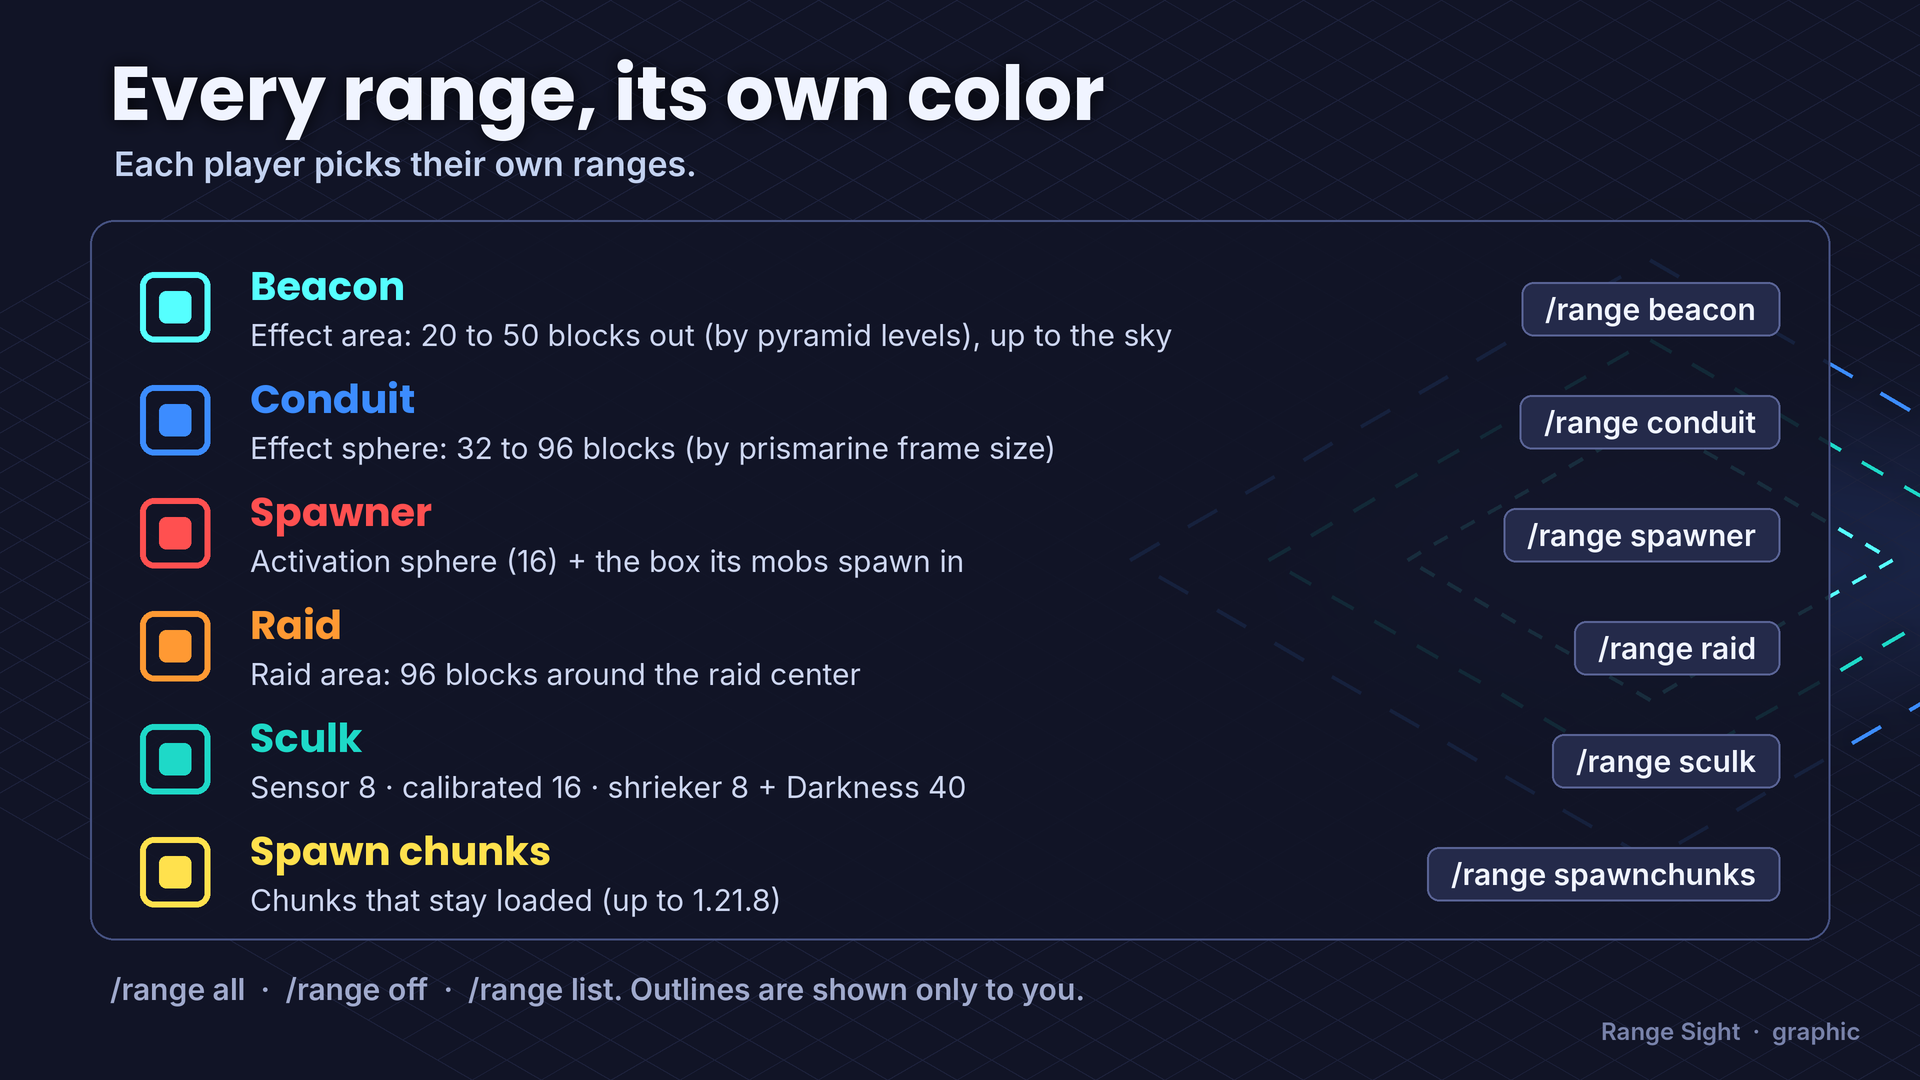 Every range, its own color
Each player picks their own ranges.
Beacon
Effect area: 20 to 50 blocks out (by pyramid levels), up to the sky
/range beacon
Conduit
Effect sphere: 32 to 96 blocks (by prismarine frame size)
/range conduit
Spawner
Activation sphere (16) + the box its mobs spawn in
/range spawner
Raid
Raid area: 96 blocks around the raid center
/range raid
Sculk
Sensor 8 · calibrated 16 · shrieker 8 + Darkness 40
/range sculk
Spawn chunks
Chunks that stay loaded (up to 1.21.8)
/range spawnchunks
/range all · /range off · /range list. Outlines are shown only to you.
Range Sight · graphic